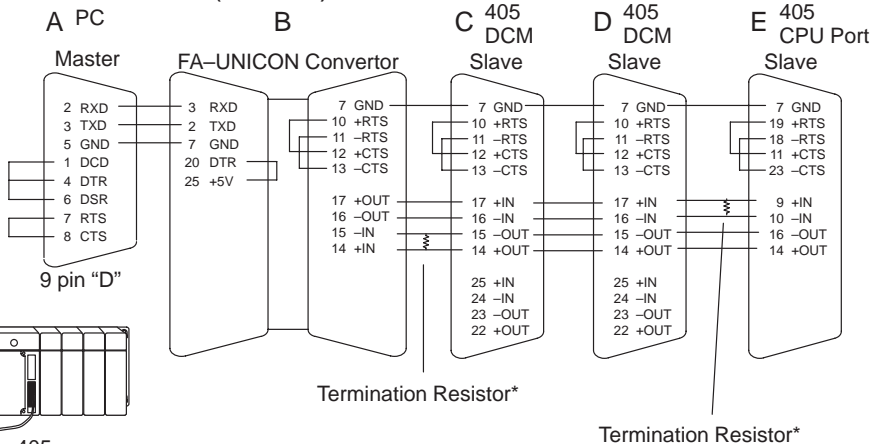 A PC
Master
2 RXD
3 TXD
5 GND
1 DCD
4 DTR
6 DSR
7 RTS
8 CTS
9 pin “D”
B
FA–UNICON Convertor
3 RXD
2 TXD
7 GND
20 DTR
25 +5V
7 GND
10 +RTS
11 –RTS
12 +CTS
13 –CTS
17 +OUT
16 –OUT
15 –IN
14 +IN
C 405
DCM
Slave
7 GND
10 +RTS
11 –RTS
12 +CTS
13 –CTS
17 +IN
16 –IN
15 –OUT
14 +OUT
25 +IN
24 –IN
23 –OUT
22 +OUT
D 405
DCM
Slave
7 GND
10 +RTS
11 –RTS
12 +CTS
13 –CTS
17 +IN
16 –IN
15 –OUT
14 +OUT
25 +IN
24 –IN
23 –OUT
22 +OUT
E 405
CPU Port
Slave
7 GND
19 +RTS
18 –RTS
11 +CTS
23 –CTS
9 +IN
10 –IN
16 –OUT
14 +OUT
Termination Resistor*
Termination Resistor*
405